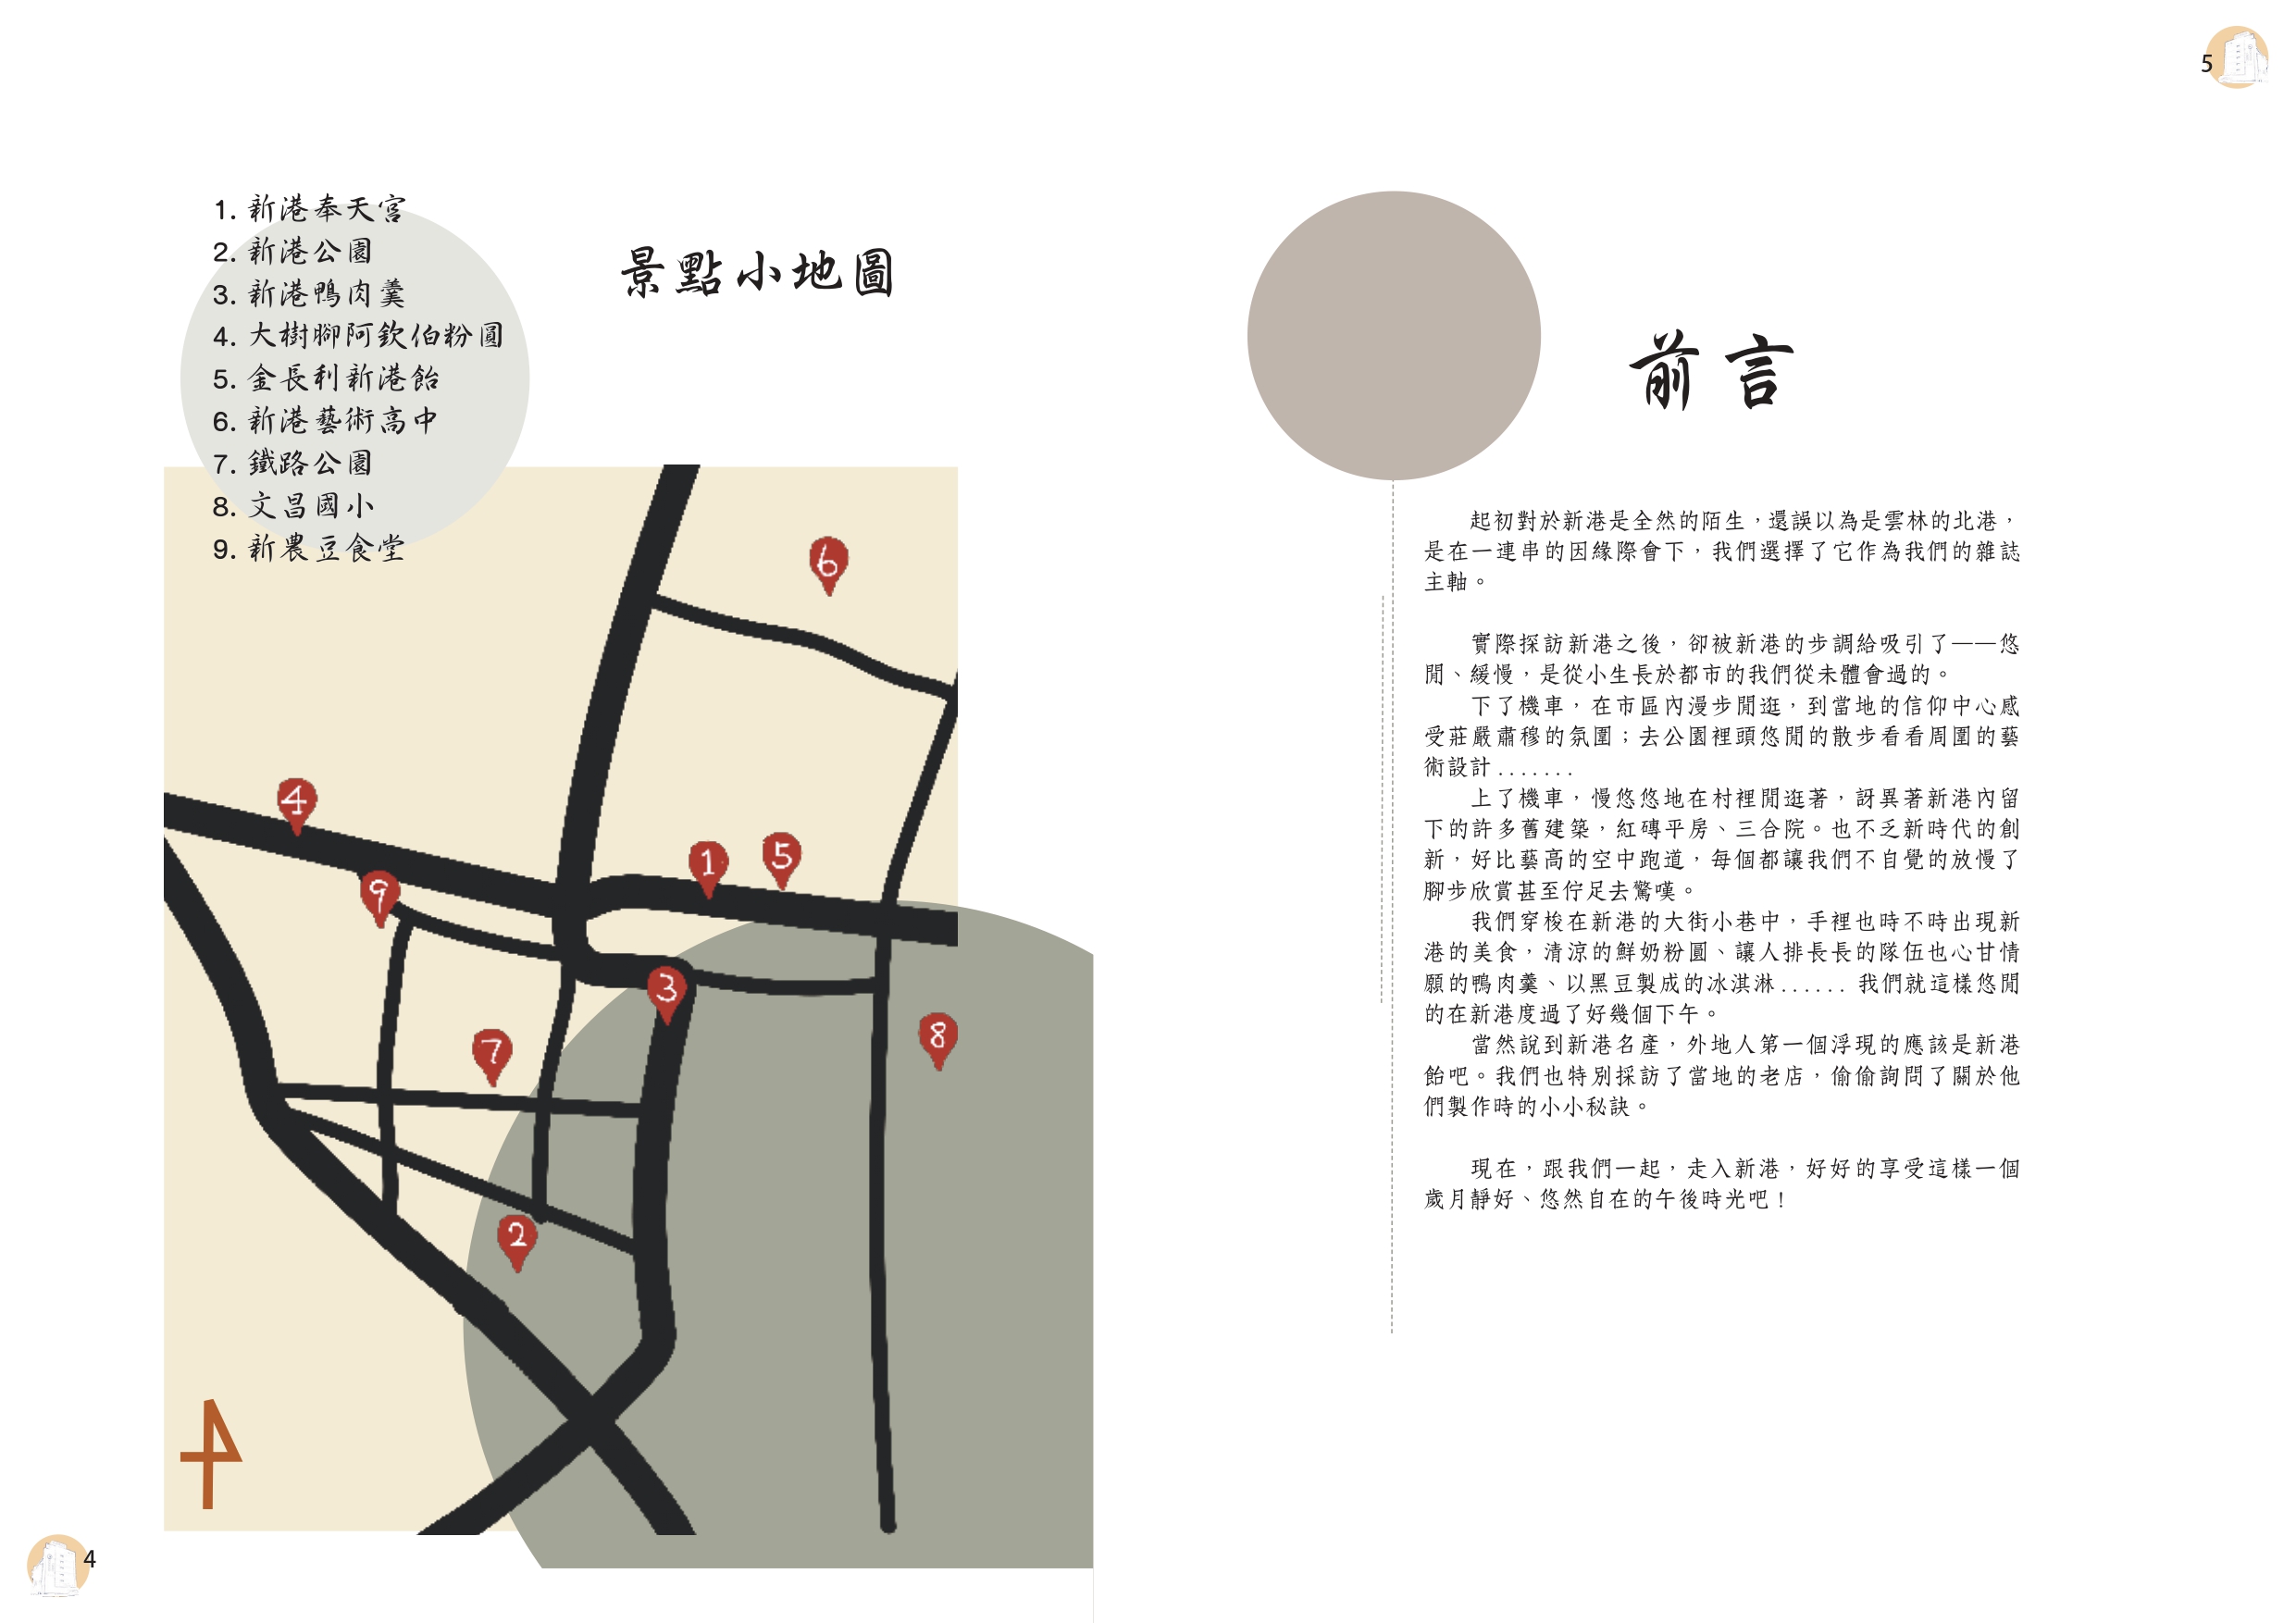 1. 新港奉天宮
2. 新港公園
3. 新港鴨肉羹
4. 大樹腳阿欽伯粉圓
5. 金長利新港飴
6. 新港藝術高中
7. 鐵路公園
8. 文昌國小
9. 新農豆食堂
景點小地圖
6
4
1
5
9
3
8
7
2
4
5
前言
起初對於新港是全然的陌生，還誤以為是雲林的北港，
是在一連串的因緣際會下，我們選擇了它作為我們的雜誌
主軸。
實際探訪新港之後，卻被新港的步調給吸引了——悠
閒、緩慢，是從小生長於都市的我們從未體會過的。
下了機車，在市區內漫步閒逛，到當地的信仰中心感
受莊嚴肅穆的氛圍；去公園裡頭悠閒的散步看看周圍的藝
術設計.......
上了機車，慢悠悠地在村裡閒逛著，訝異著新港內留
下的許多舊建築，紅磚平房、三合院。也不乏新時代的創
新，好比藝高的空中跑道，每個都讓我們不自覺的放慢了
腳步欣賞甚至佇足去驚嘆。
我們穿梭在新港的大街小巷中，手裡也時不時出現新
港的美食，清涼的鮮奶粉圓、讓人排長長的隊伍也心甘情
願的鴨肉羹、以黑豆製成的冰淇淋...... 我們就這樣悠閒
的在新港度過了好幾個下午。
當然說到新港名產，外地人第一個浮現的應該是新港
飴吧。我們也特別採訪了當地的老店，偷偷詢問了關於他
們製作時的小小秘訣。
現在，跟我們一起，走入新港，好好的享受這樣一個
歲月靜好、悠然自在的午後時光吧！